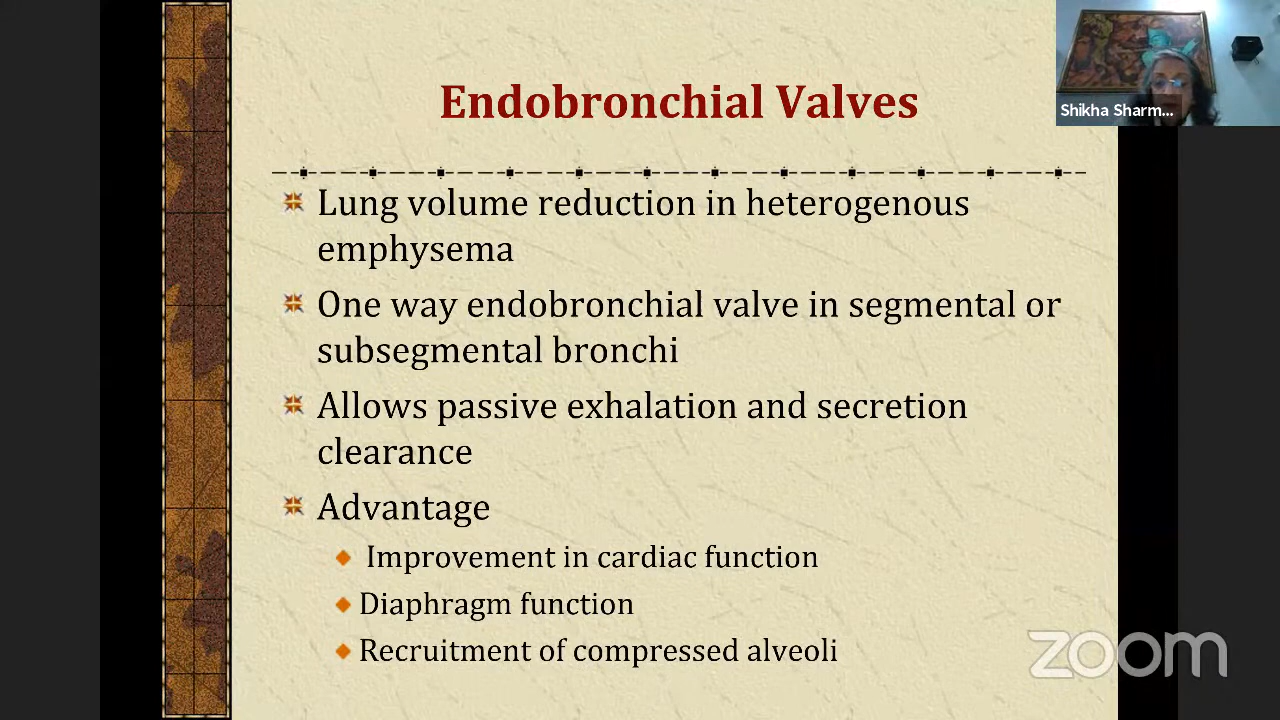 Endobronchial Valves
Shikha Sharm...
Lung volume reduction in heterogenous
emphysema
One way endobronchial valve in segmental or
subsegmental bronchi
Allows passive exhalation and secretion
clearance
Advantage
Improvement in cardiac function
Diaphragm function
Recruitment of compressed alveoli
zoom